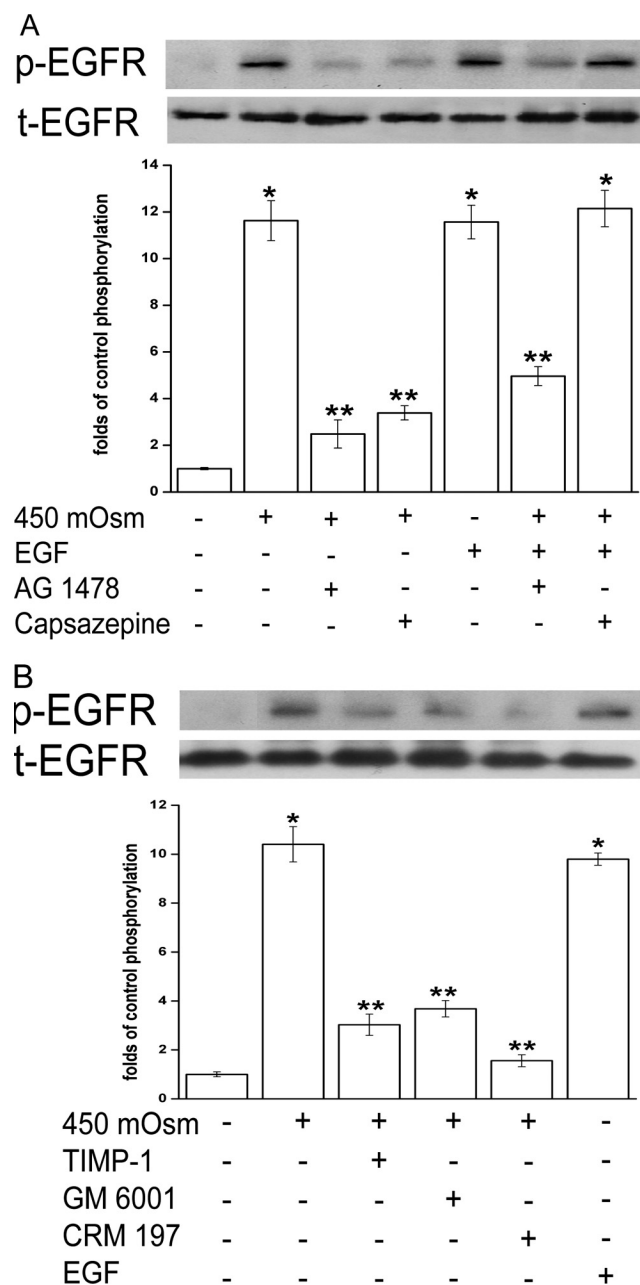 A
p-EGFR
t-EGFR
folds of control phosphorylation
14
12
10
8
6
4
2
0
* ** ** * ** *
450 mOsm - + + + - + +
EGF - - - - + + +
AG 1478 - - + - - + -
Capsazepine - - - + - - +
B
p-EGFR
t-EGFR
folds of control phosphorylation
12
10
8
6
4
2
0
* ** ** ** *
450 mOsm - + + + + -
TIMP-1 - - + - - -
GM 6001 - - - + - -
CRM 197 - - - - + -
EGF - - - - - +